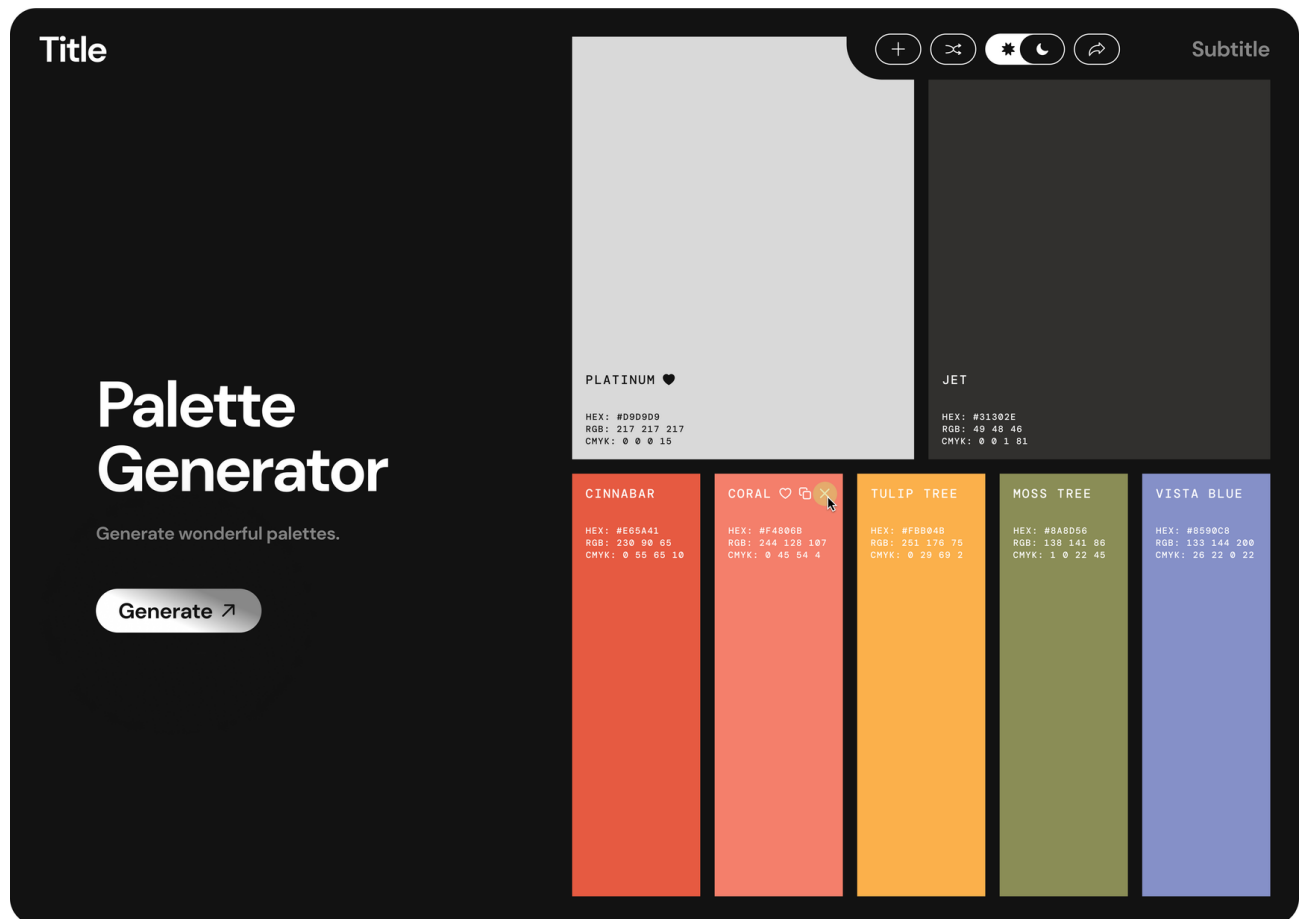 Title
Subtitle
Palette
Generator
Generate wonderful palettes.
Generate
PLATINUM
HEX: #D9D9D9
RGB: 217 217 217
CMYK: 0 0 0 15
JET
HEX: #31302E
RGB: 49 48 46
CMYK: 0 0 1 81
CINNABAR
HEX: #E65A41
RGB: 230 90 65
CMYK: 0 55 65 10
CORAL
HEX: #F4806B
RGB: 244 128 107
CMYK: 0 45 54 4
TULIP TREE
HEX: #FBB04B
RGB: 251 176 75
CMYK: 0 29 69 2
MOSS TREE
HEX: #8A8D56
RGB: 138 141 86
CMYK: 1 0 22 45
VISTA BLUE
HEX: #8590C8
RGB: 133 144 200
CMYK: 26 22 0 22